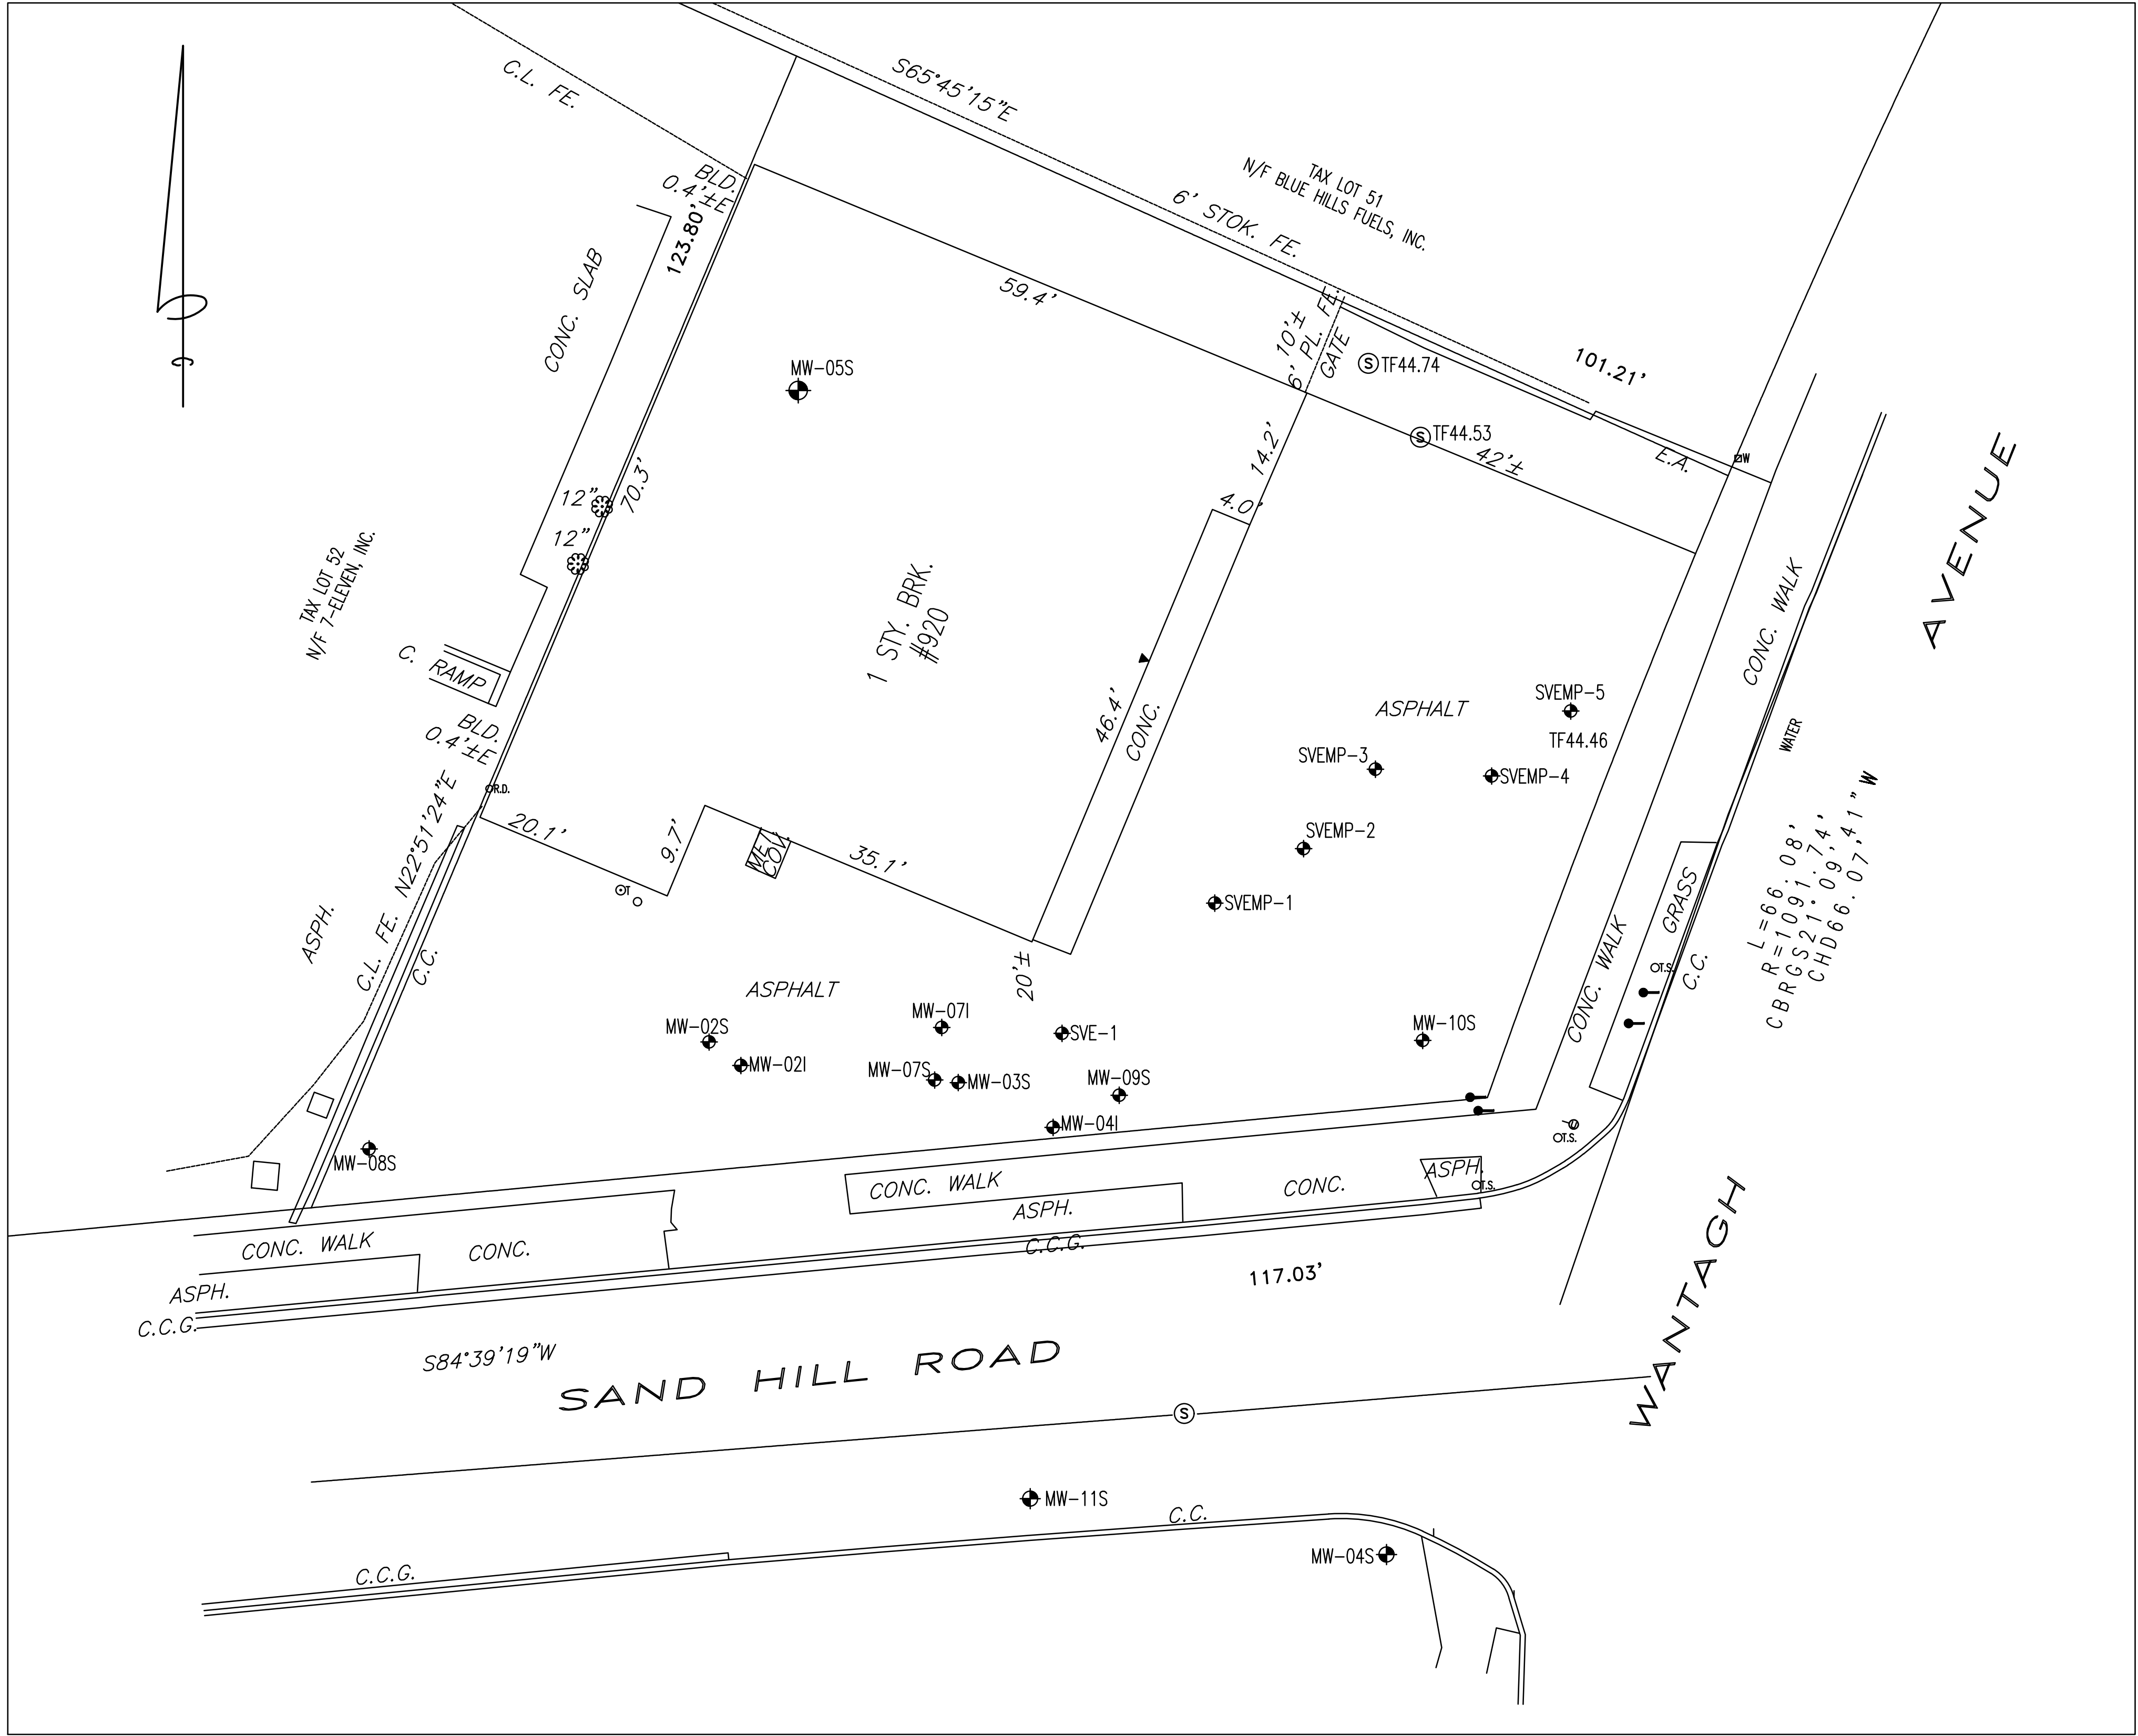 C.L. FE.
S65°45'15"E
TAX LOT 51
N/F BLUE HILLS FUELS, INC.
6' STOK. FE.
BLD.
0.4'±E
123.80'
CONC. SLAB
59.4'
10'±
6' PL. FE.
GATE
Ⓢ TF44.74
101.21'
MW-05S
Ⓢ TF44.53
42'±
E.A.
W
14.2'
4.0'
12"
12"
70.3'
TAX LOT 52
N/F 7-ELEVEN, INC.
C. RAMP
1 STY. BRK.
#920
46.4'
CONC.
ASPHALT
SVEMP-5
TF44.46
SVEMP-3
SVEMP-4
SVEMP-2
SVEMP-1
CONC. WALK
WATER
AVENUE
BLD.
0.4'±E
R.D.
20.1'
9.7'
MET.
COV.
35.1'
T
C.L. FE.
N22°51'24"E
C.C.
ASPH.
20'±
ASPHALT
CONC. WALK
GRASS
T.S.
C.C.
L=66.08'
R=1091.74'
CBRGS21°09'41"W
CHD66.07'
MW-02S
MW-02I
MW-07I
MW-07S
MW-03S
SVE-1
MW-09S
MW-04I
MW-10S
MW-08S
T.S.
T.S.
CONC. WALK
CONC.
ASPH.
C.C.G.
CONC. WALK
ASPH.
CONC.
ASPH.
C.C.G.
117.03'
S84°39'19"W
SAND HILL ROAD
WANTAGH
Ⓢ
MW-11S
C.C.
MW-04S
C.C.G.